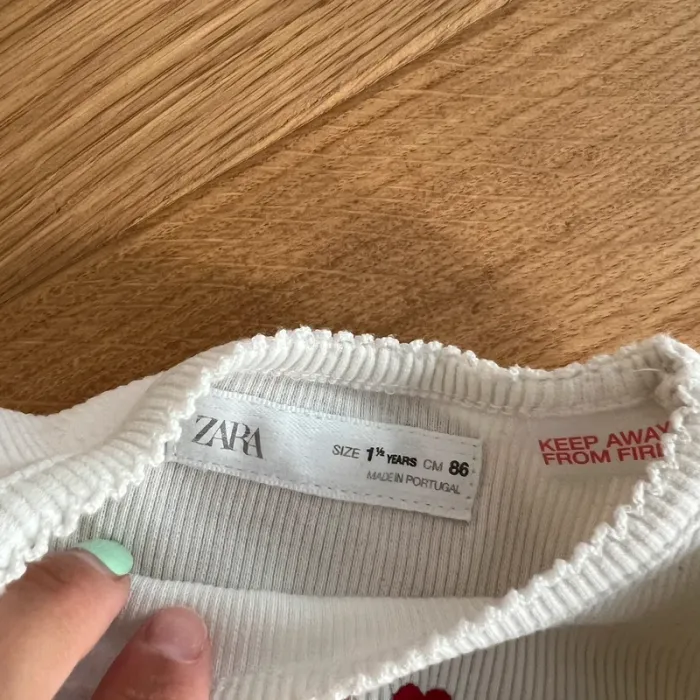 ZARA
SIZE 1½ YEARS CM 86
MADE IN PORTUGAL
KEEP AWAY
FROM FIRE